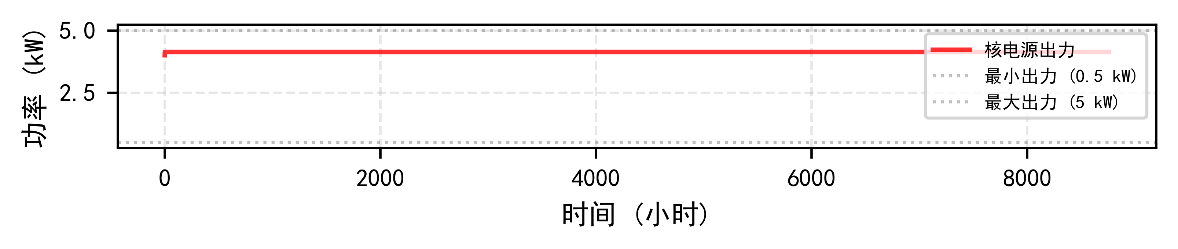 功率 (kW)
5.0
2.5
核电源出力
最小出力 (0.5 kW)
最大出力 (5 kW)
0 2000 4000 6000 8000
时间 (小时)